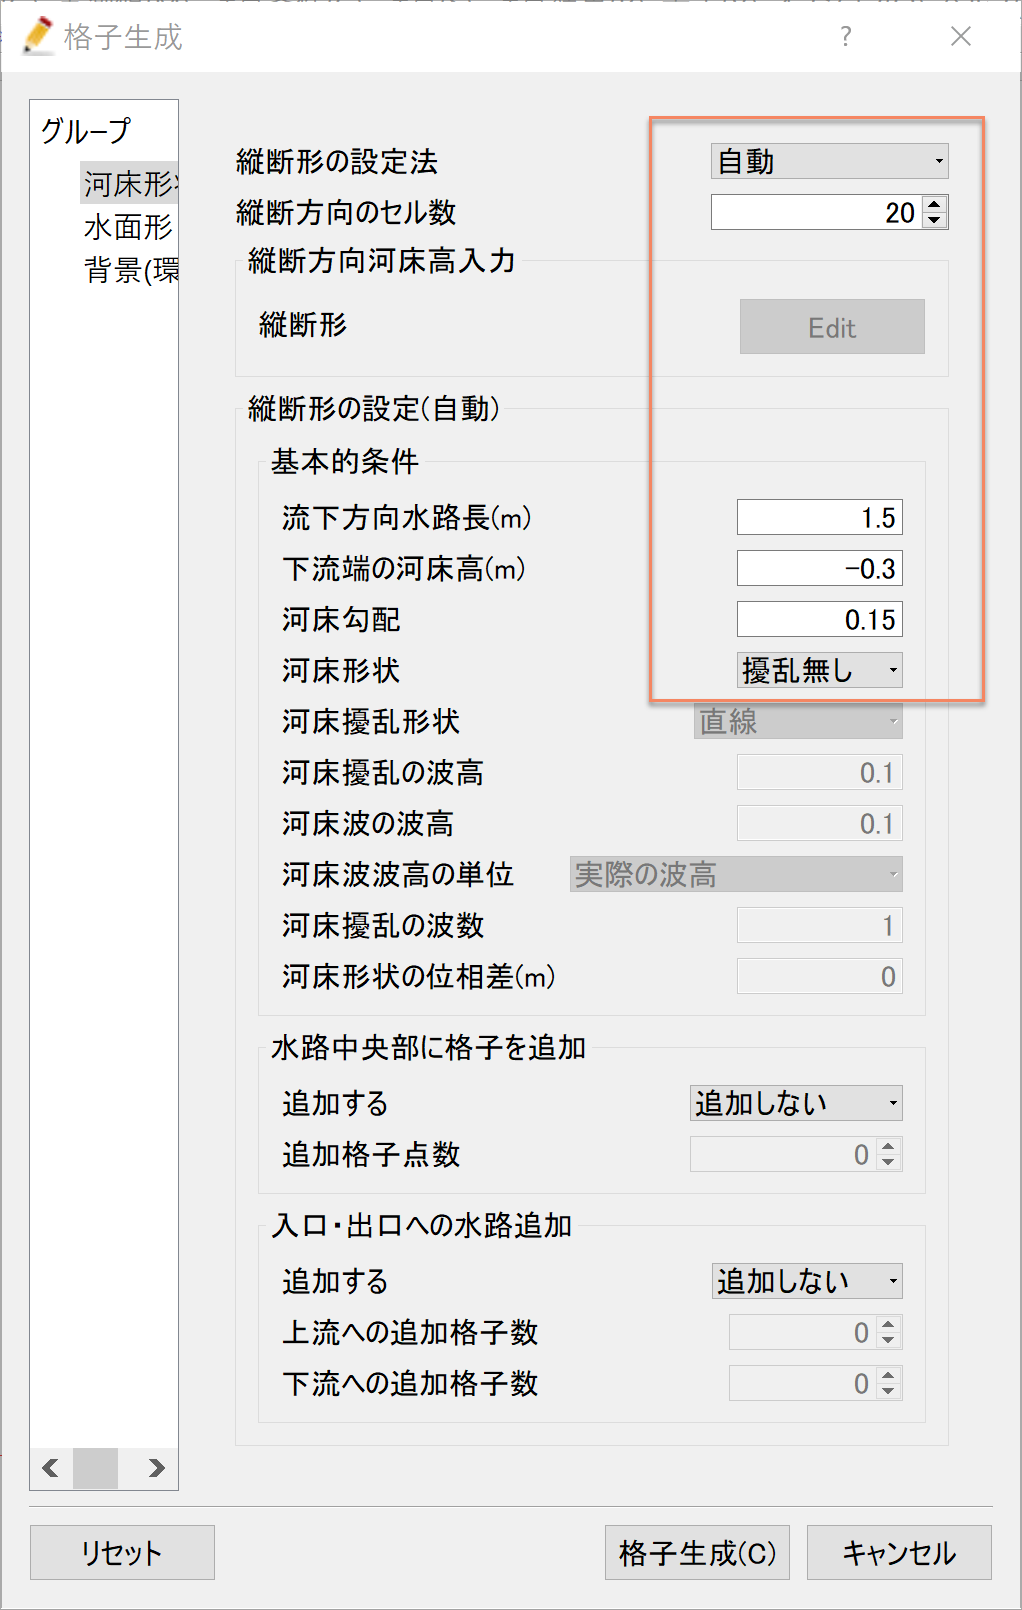 格子生成
?
グループ
河床形
水面形
背景(環
縦断形の設定法 自動
縦断方向のセル数 20
縦断方向河床高入力
縦断形 Edit
縦断形の設定(自動)
基本的条件
流下方向水路長(m) 1.5
下流端の河床高(m) -0.3
河床勾配 0.15
河床形状 擾乱無し
河床擾乱形状 直線
河床擾乱の波高 0.1
河床波の波高 0.1
河床波波高の単位 実際の波高
河床擾乱の波数 1
河床形状の位相差(m) 0
水路中央部に格子を追加
追加する 追加しない
追加格子点数 0
入口・出口への水路追加
追加する 追加しない
上流への追加格子数 0
下流への追加格子数 0
リセット 格子生成(C) キャンセル